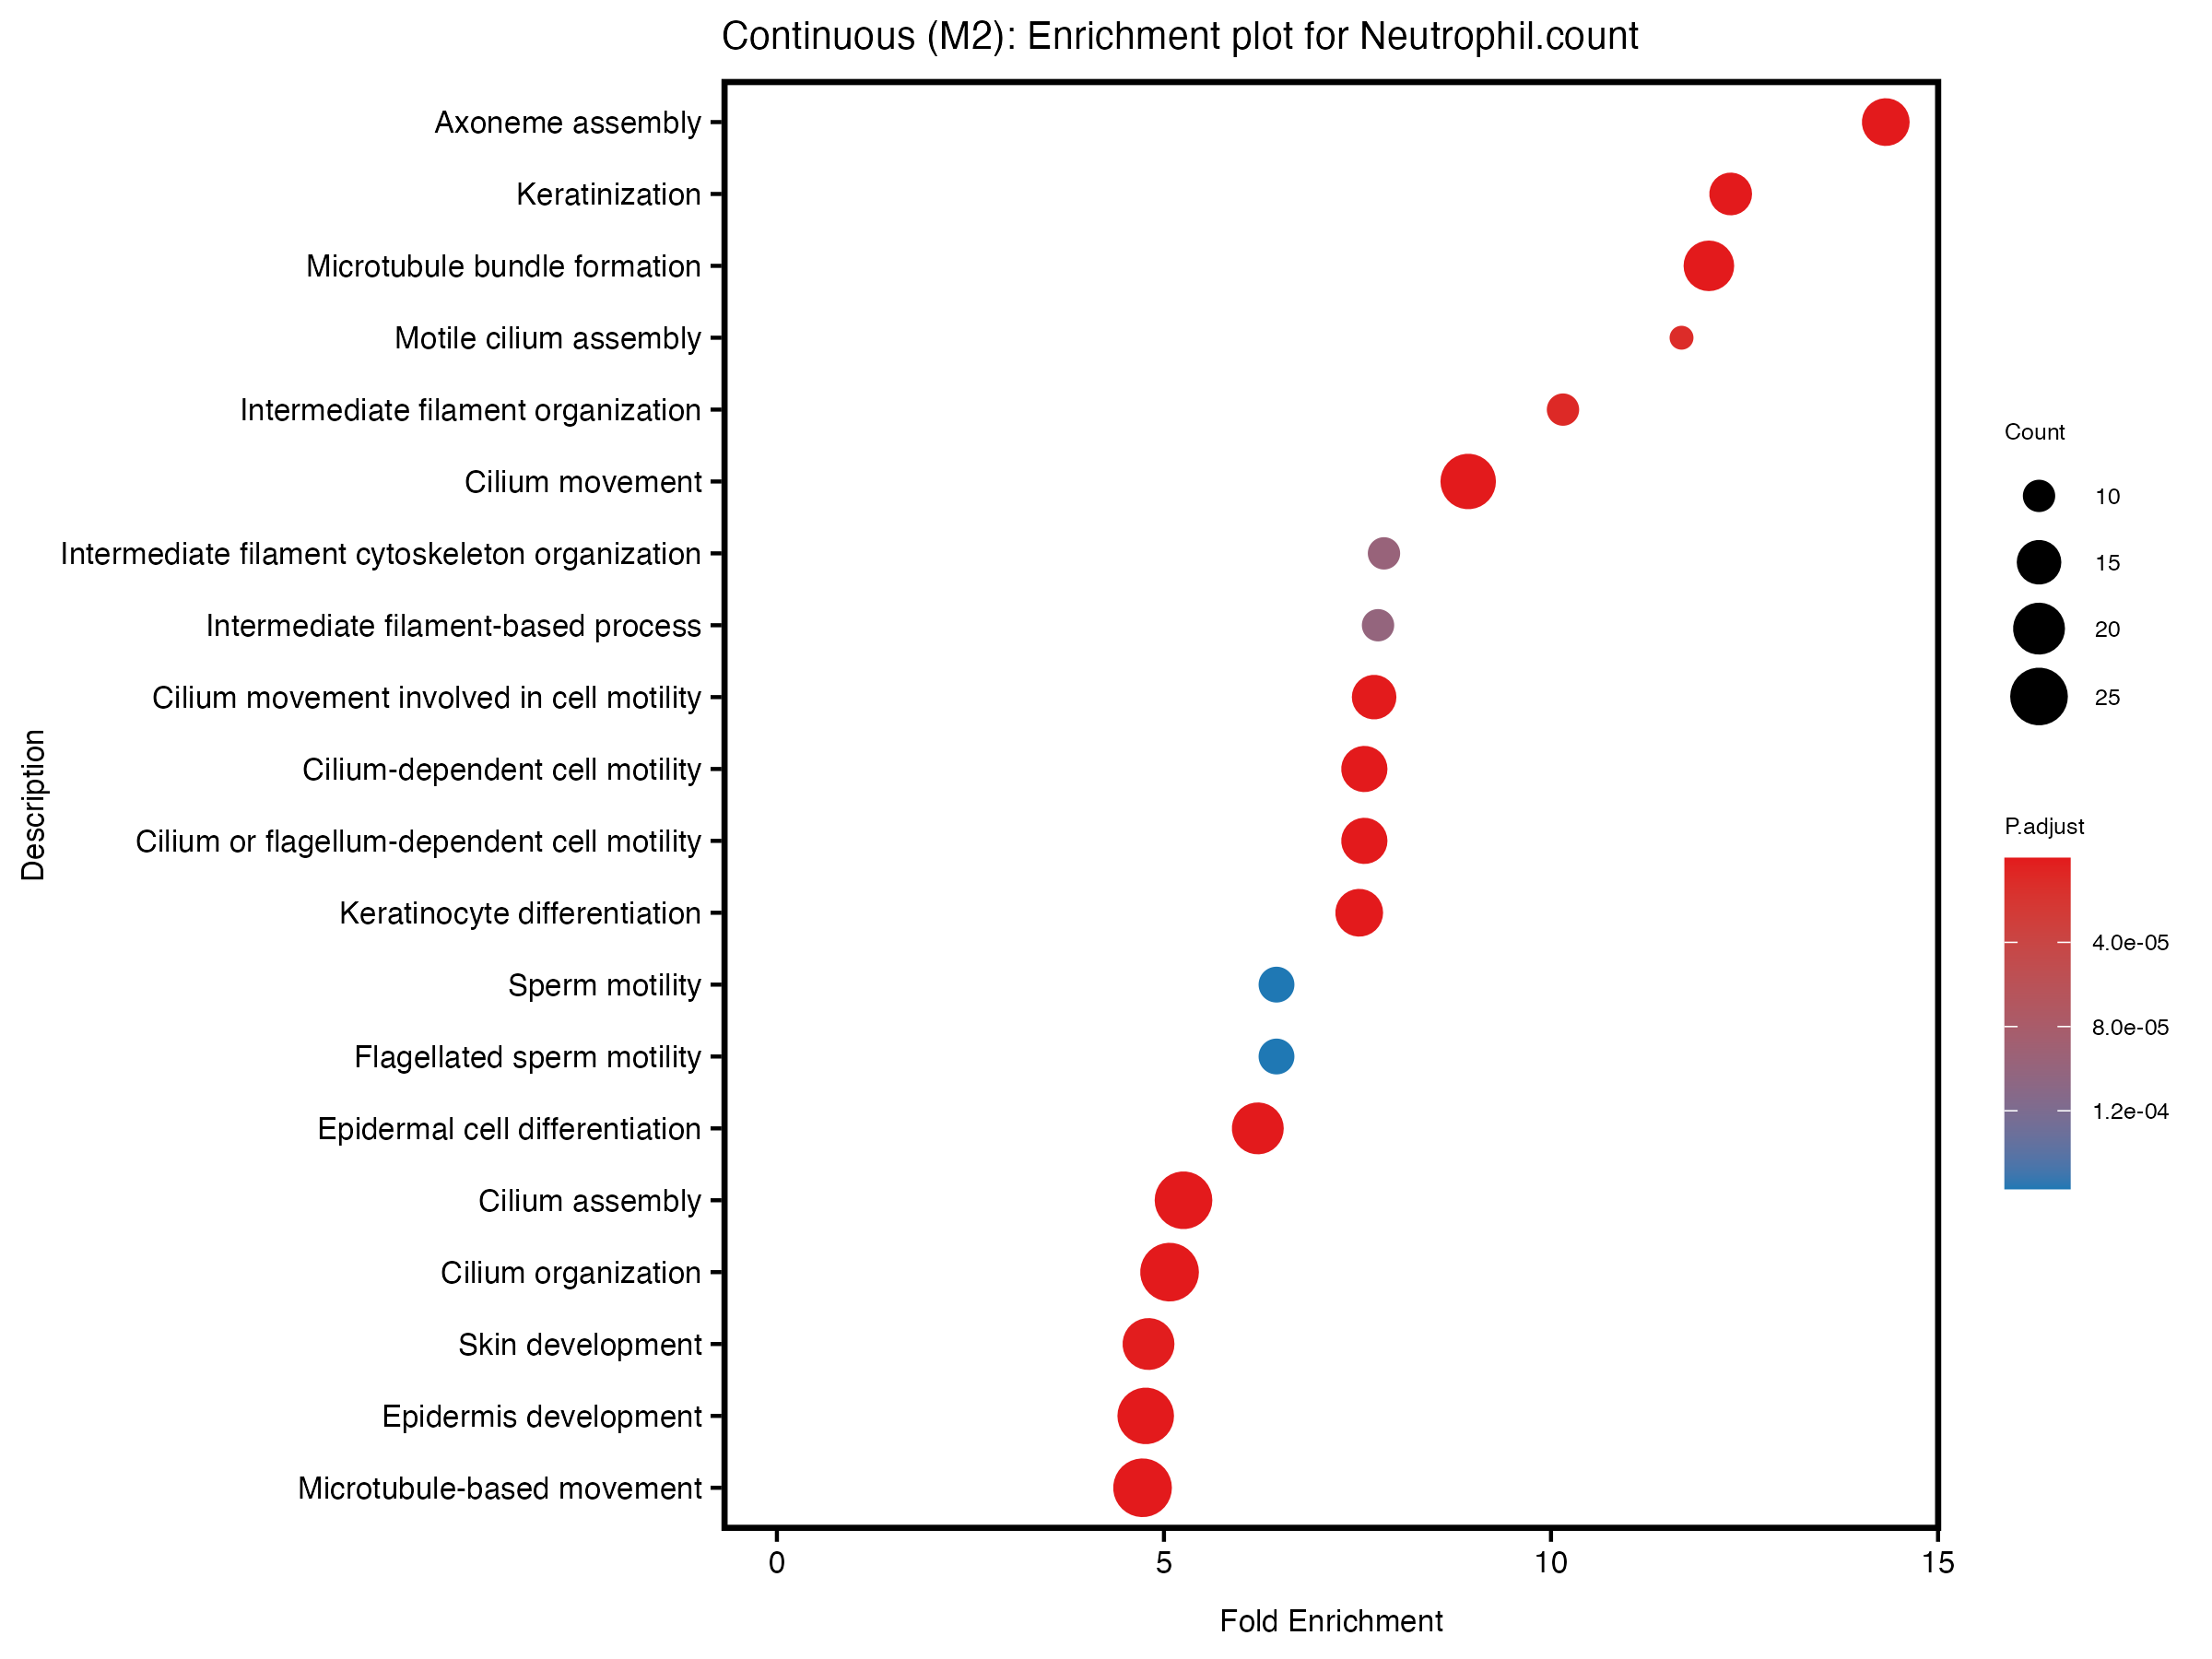 Continuous (M2): Enrichment plot for Neutrophil.count
Axoneme assembly
Keratinization
Microtubule bundle formation
Motile cilium assembly
Intermediate filament organization
Cilium movement
Intermediate filament cytoskeleton organization
Intermediate filament-based process
Cilium movement involved in cell motility
Cilium-dependent cell motility
Cilium or flagellum-dependent cell motility
Keratinocyte differentiation
Sperm motility
Flagellated sperm motility
Epidermal cell differentiation
Cilium assembly
Cilium organization
Skin development
Epidermis development
Microtubule-based movement
Description
0 5 10 15
Fold Enrichment
Count
10
15
20
25
P.adjust
4.0e-05
8.0e-05
1.2e-04